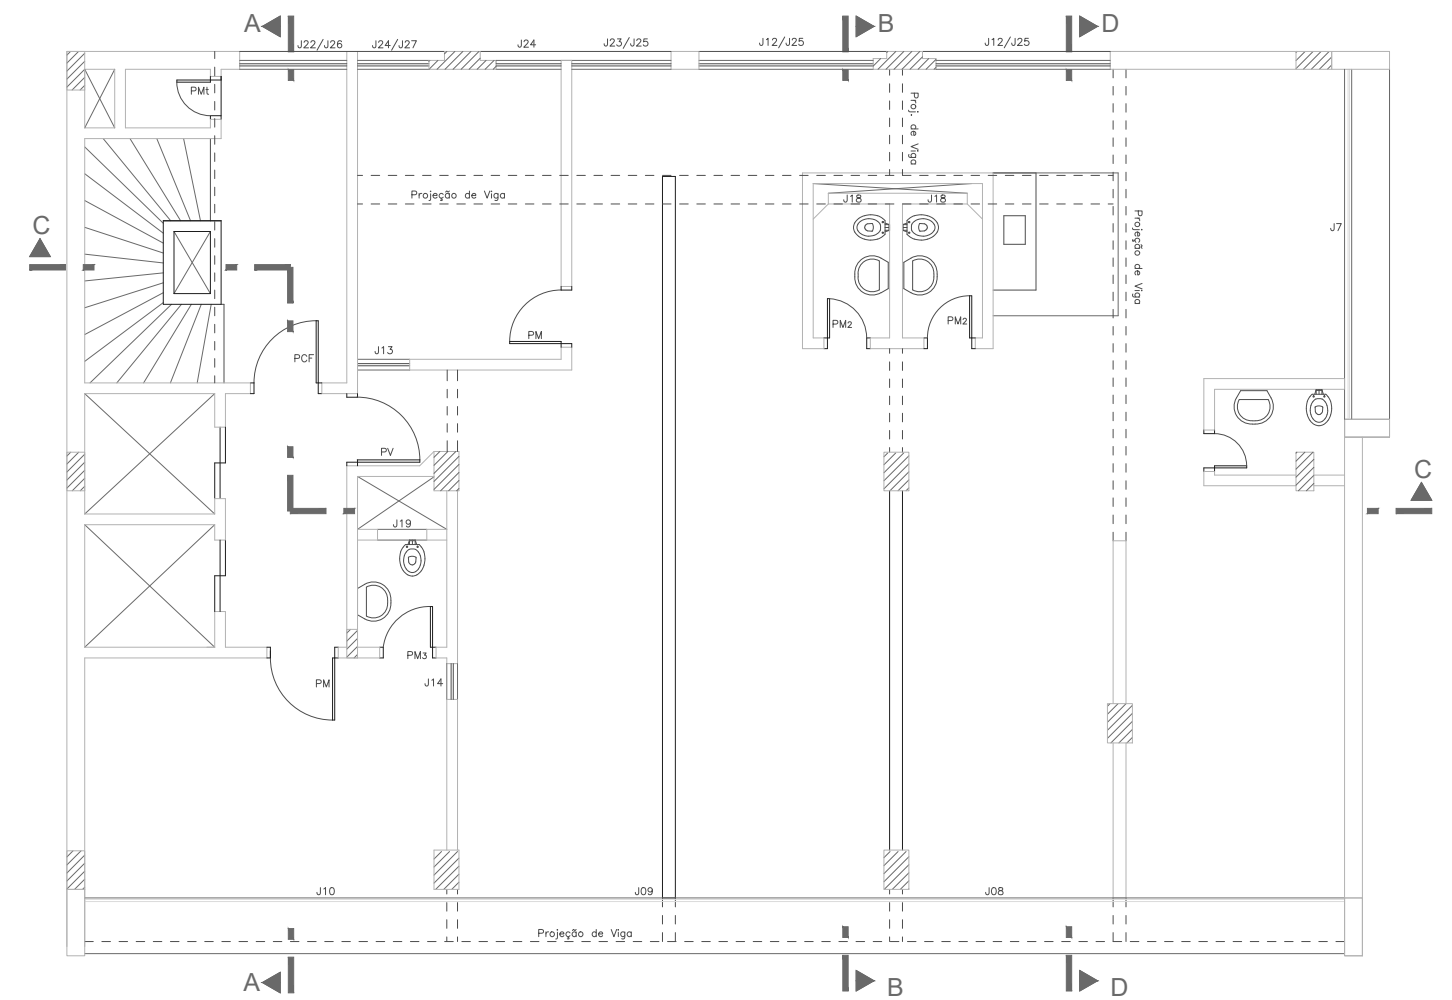 A
B
D
J22/J26
J24/J27
J24
J23/J25
J12/J25
J12/J25
PMt
Proj. de Viga
Projeção de Viga
J18
J18
Projeção de Viga
C
J7
PM
PM2
PM2
J13
PCF
PV
C
J19
PM3
PM
J14
J10
J09
J08
Projeção de Viga
A
B
D